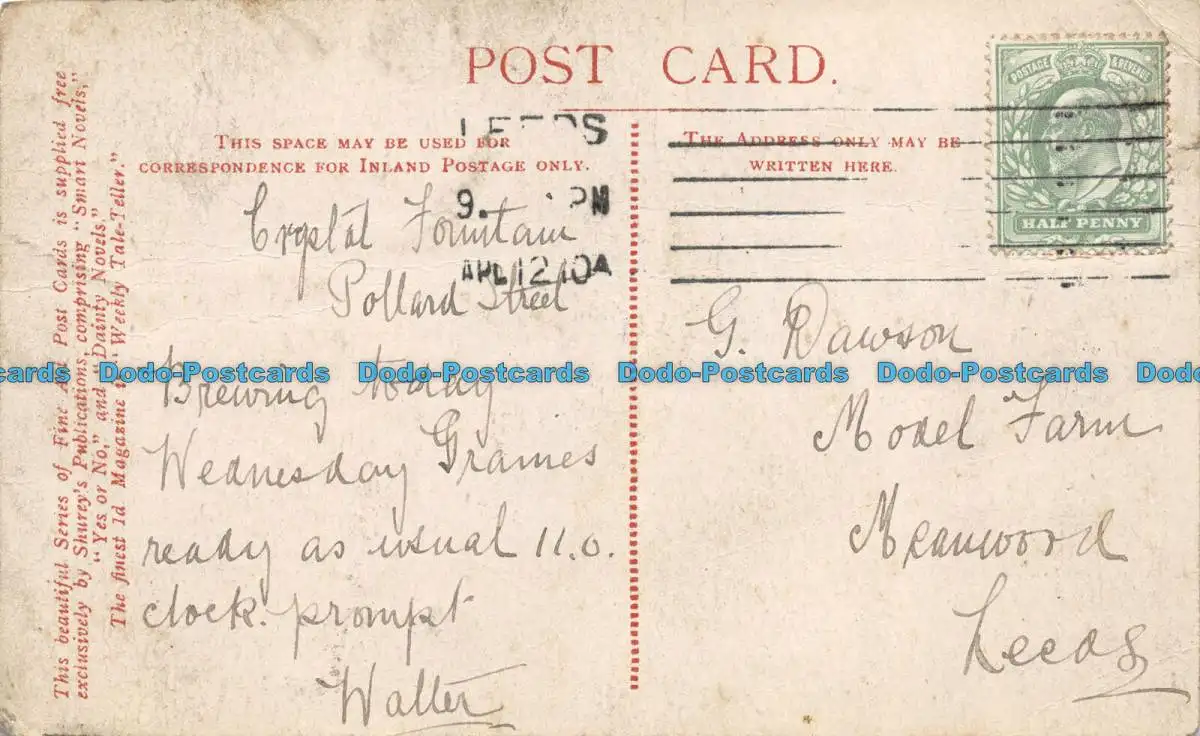 POST CARD.
This beautiful Series of Fine Art Post Cards is supplied free
exclusively by Shurey's Publications, comprising "Smart Novels,"
"Yes or No," and "Dainty Novels"
The finest 1d Magazine is "Weekly Tale-Teller."
THIS SPACE MAY BE USED FOR
CORRESPONDENCE FOR INLAND POSTAGE ONLY.
THE ADDRESS ONLY MAY BE
WRITTEN HERE.
POSTAGE & REVENUE
HALF PENNY
LEEDS
9. PM
APL 12 10
Crystal Fountain
Pollard Street
Brewing today
Wednesday Graines
ready as usual 11.0.
clock. prompt
Walter
G. Dawson
Model Farm
Meanwood
Leeds
Dodo-Postcards Dodo-Postcards Dodo-Postcards Dodo-Postcards